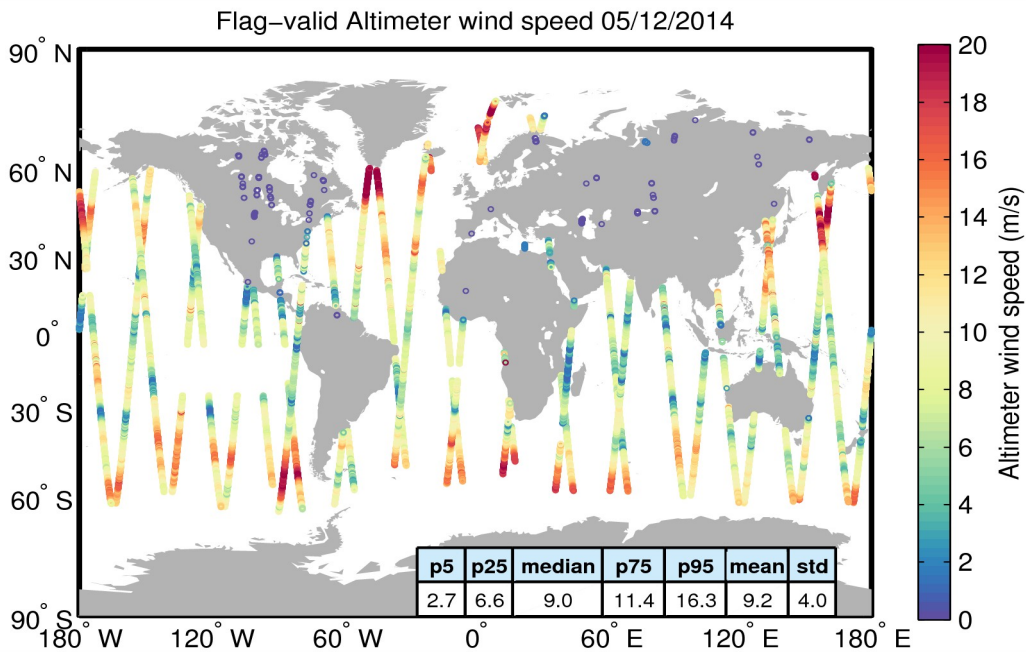 Flag−valid Altimeter wind speed 05/12/2014
90° N
60° N
30° N
0°
30° S
60° S
90° S
180° W
120° W
60° W
0°
60° E
120° E
180° E
p5 p25 median p75 p95 mean std
2.7 6.6 9.0 11.4 16.3 9.2 4.0
20
18
16
14
12
10
8
6
4
2
0
Altimeter wind speed (m/s)